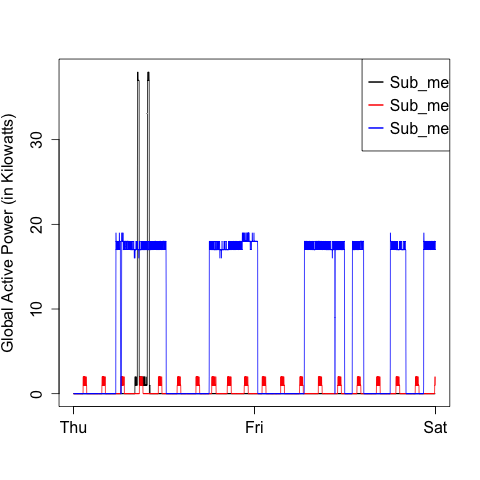 Sub_me
Sub_me
Sub_me
Global Active Power (in Kilowatts)
30
20
10
0
Thu Fri Sat